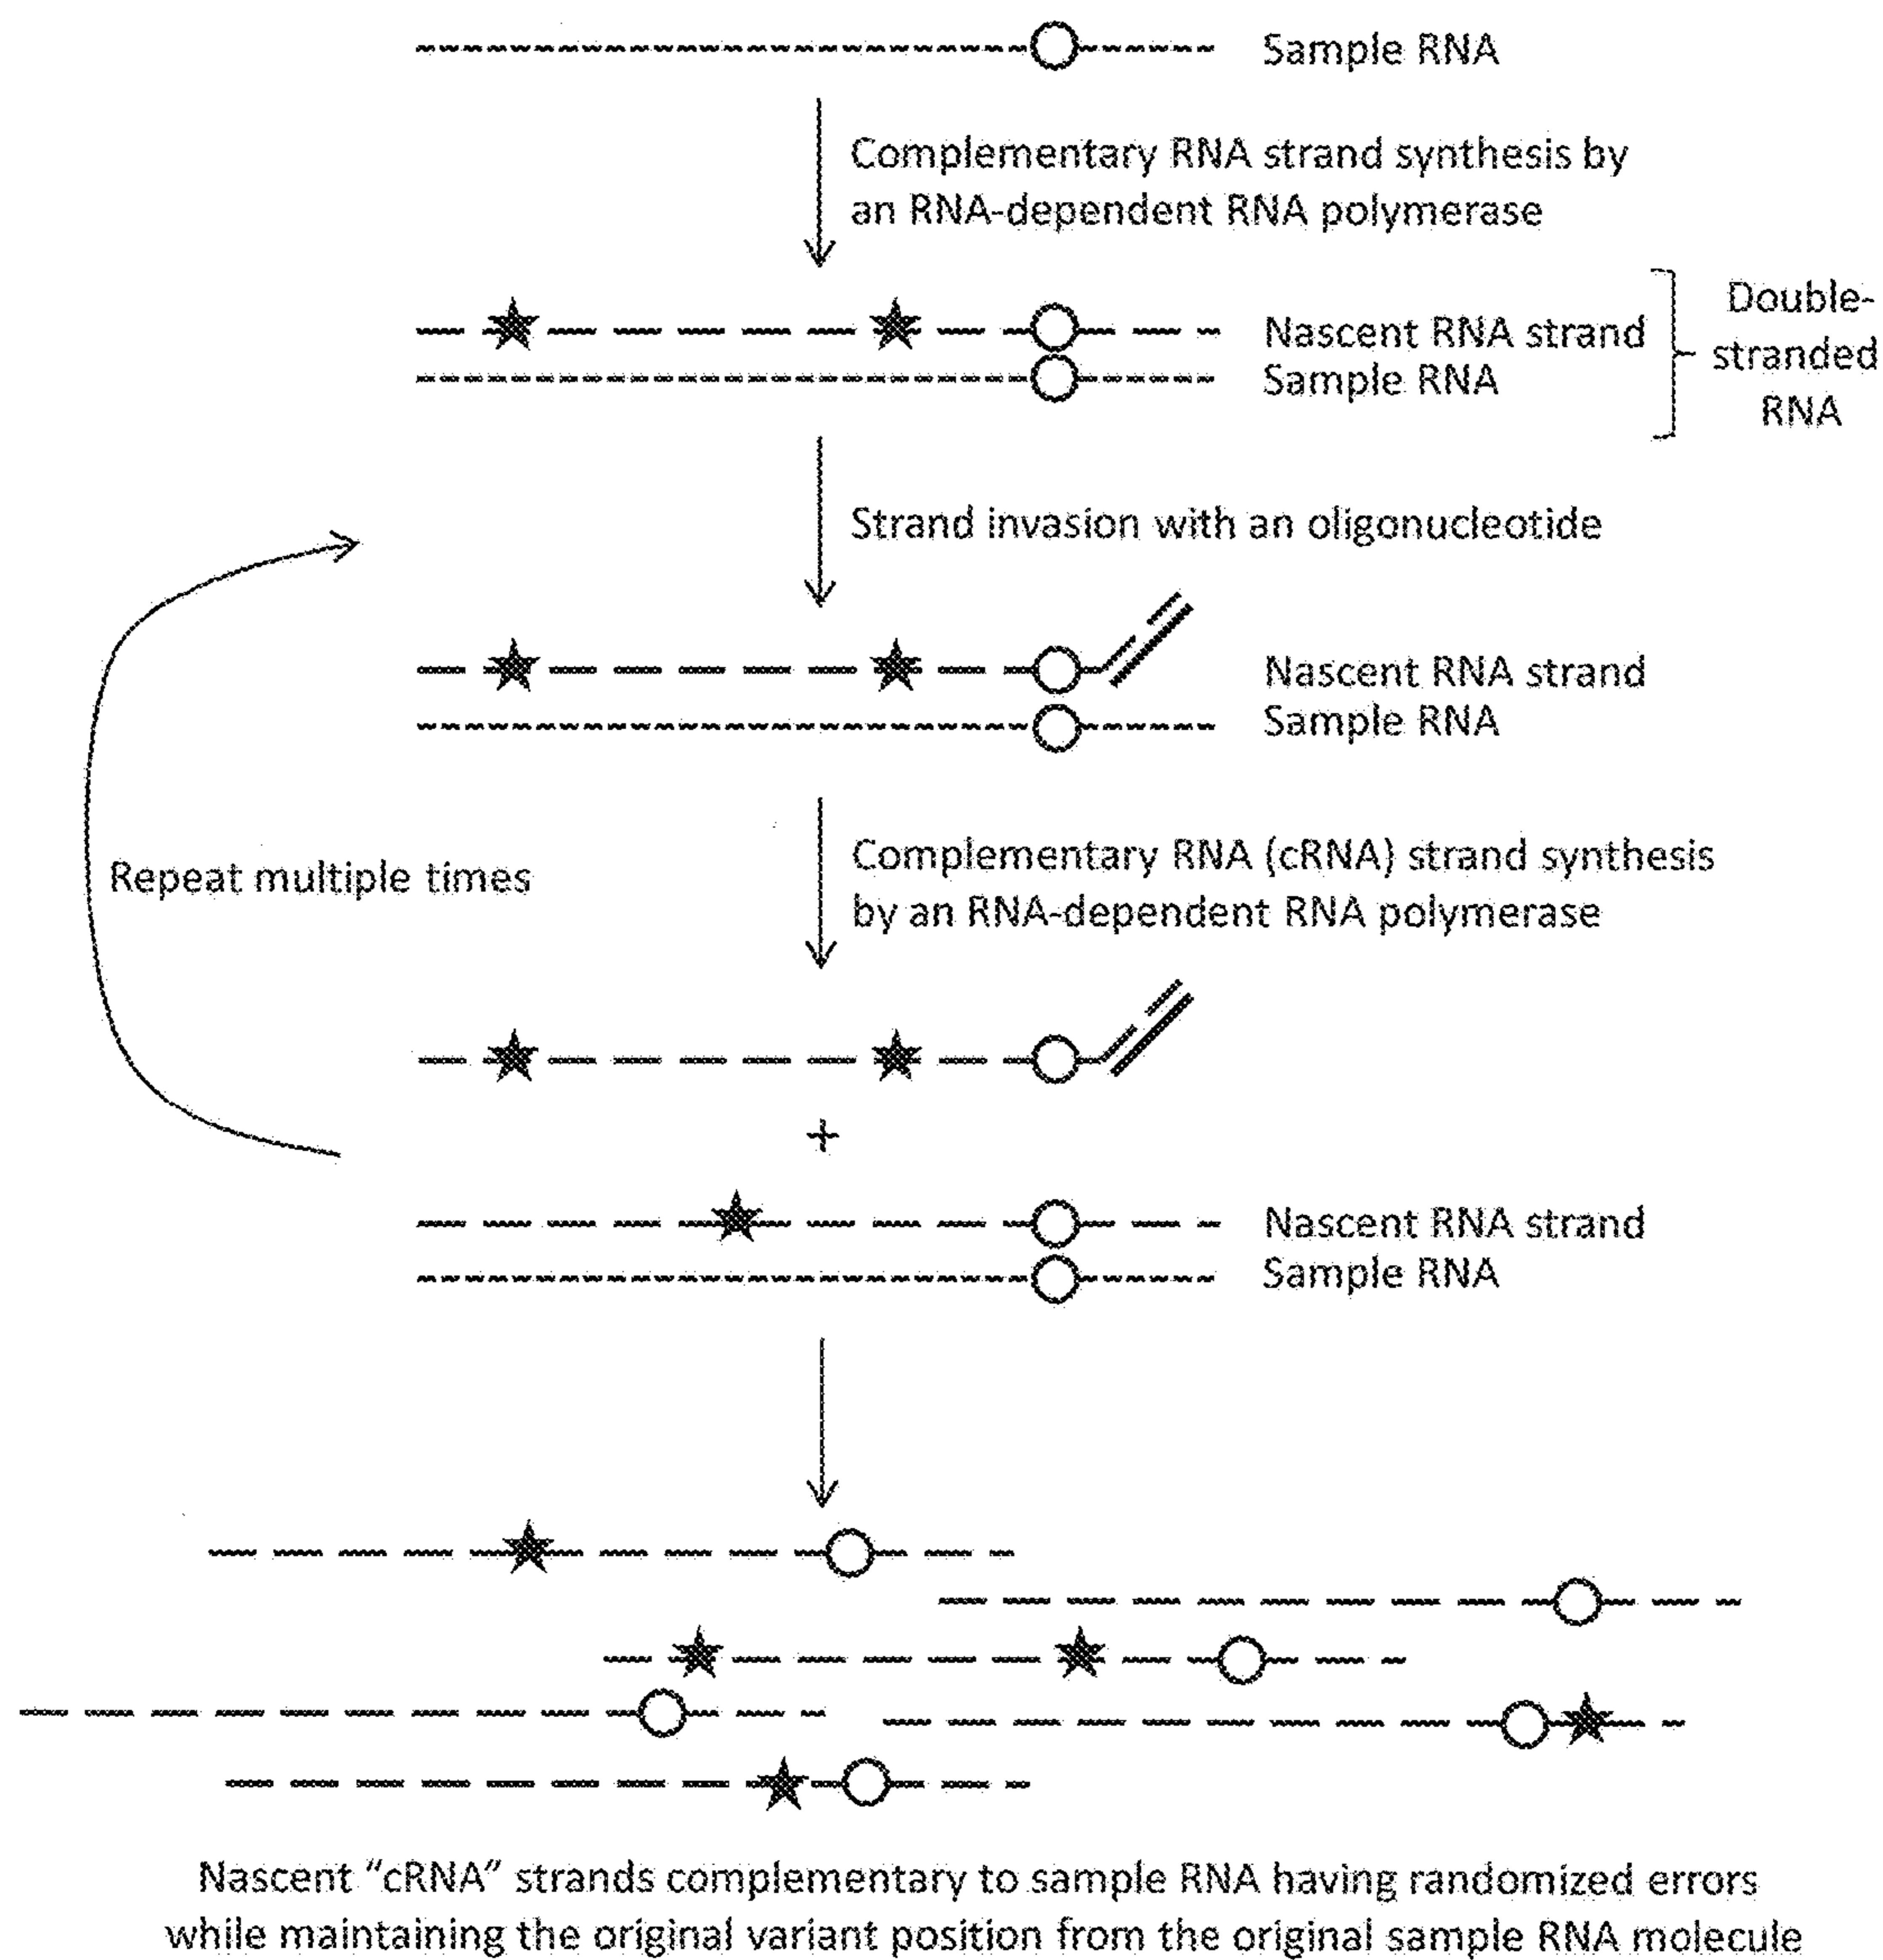 Sample RNA
Complementary RNA strand synthesis by
an RNA-dependent RNA polymerase
Nascent RNA strand
Sample RNA
Double-
stranded
RNA
Strand invasion with an oligonucleotide
Nascent RNA strand
Sample RNA
Repeat multiple times
Complementary RNA (cRNA) strand synthesis
by an RNA-dependent RNA polymerase
+
Nascent RNA strand
Sample RNA
Nascent "cRNA" strands complementary to sample RNA having randomized errors
while maintaining the original variant position from the original sample RNA molecule